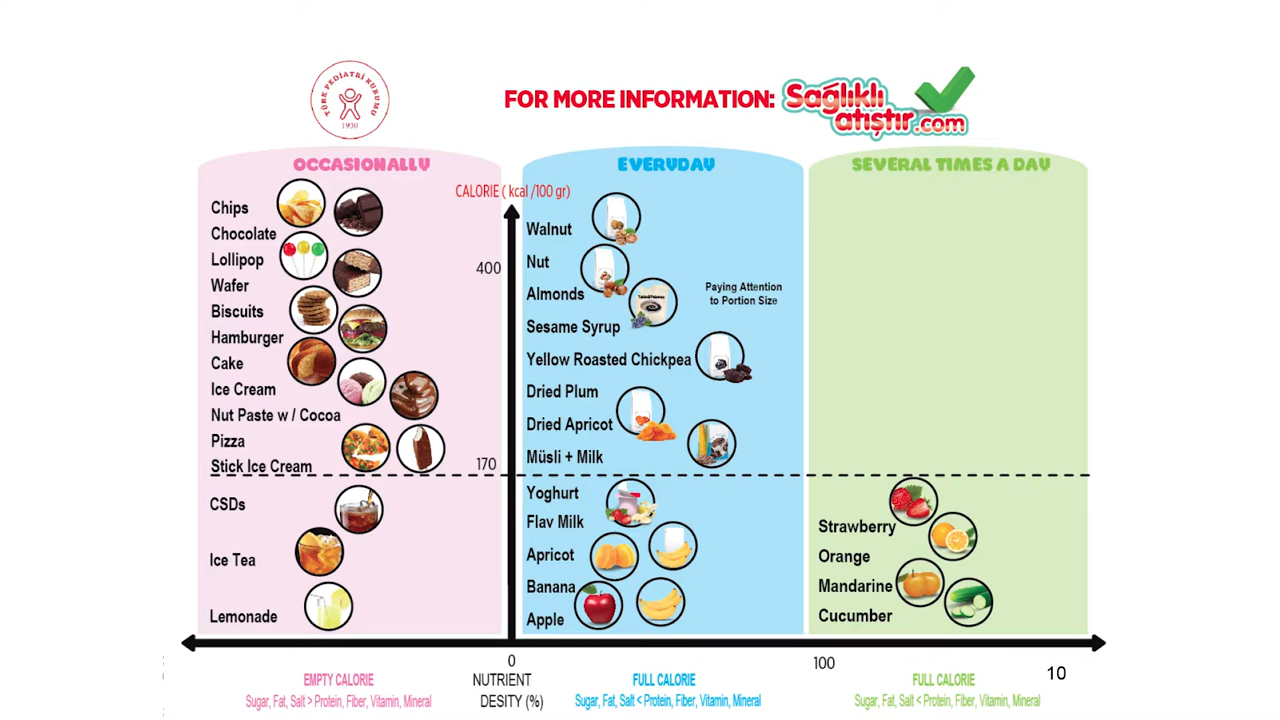 TÜRK PEDİATRİ KURUMU
1930
FOR MORE INFORMATION:
Sağlıklı
atıştır.com
OCCASIONALLY
EVERYDAY
SEVERAL TIMES A DAY
CALORIE ( kcal /100 gr)
Chips
Chocolate
Lollipop
Wafer
Biscuits
Hamburger
Cake
Ice Cream
Nut Paste w / Cocoa
Pizza
Stick Ice Cream
CSDs
Ice Tea
Lemonade
400
170
Walnut
Nut
Almonds
Sesame Syrup
Yellow Roasted Chickpea
Dried Plum
Dried Apricot
Müsli + Milk
Paying Attention
to Portion Size
Yoghurt
Flav Milk
Apricot
Banana
Apple
Strawberry
Orange
Mandarine
Cucumber
0
100
10
EMPTY CALORIE
Sugar, Fat, Salt > Protein, Fiber, Vitamin, Mineral
NUTRIENT
DESITY (%)
FULL CALORIE
Sugar, Fat, Salt < Protein, Fiber, Vitamin, Mineral
FULL CALORIE
Sugar, Fat, Salt < Protein, Fiber, Vitamin, Mineral